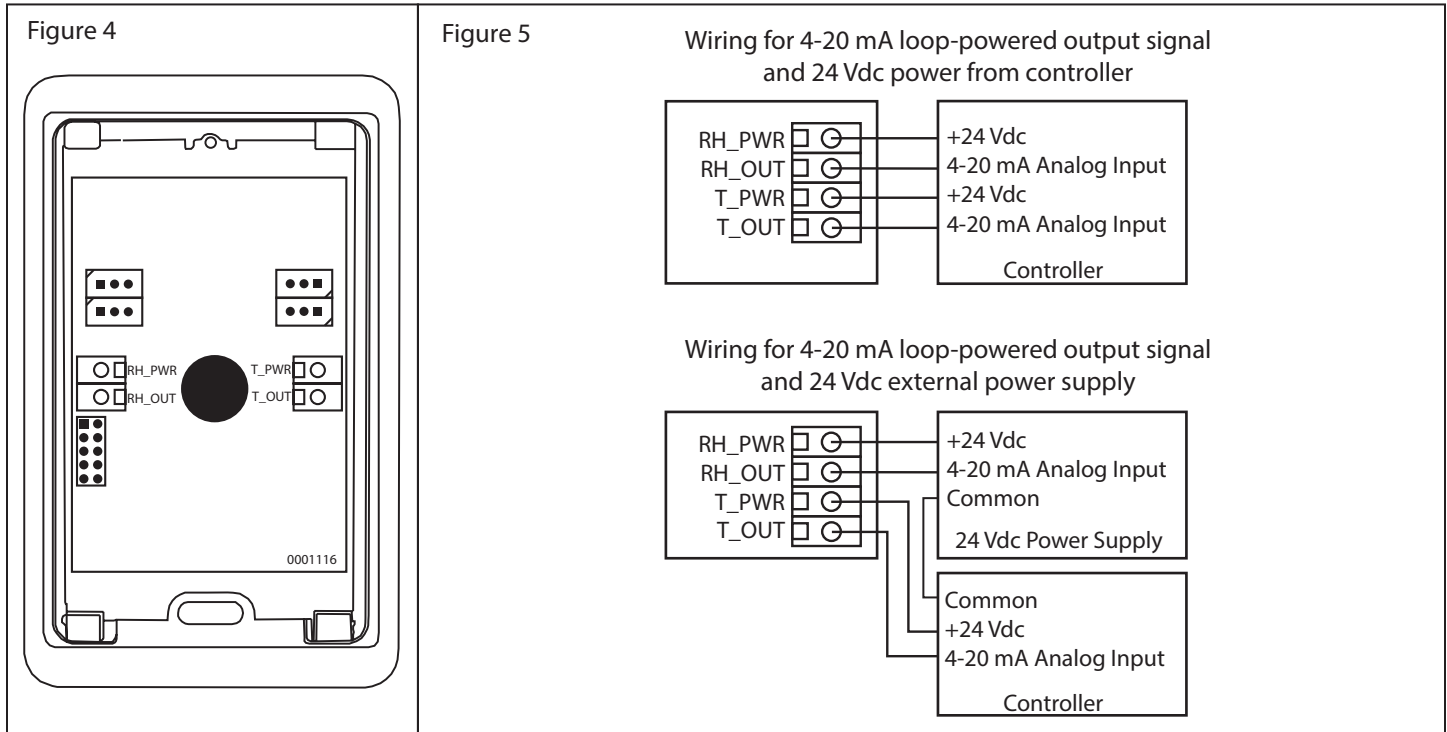 Figure 4
RH_PWR
RH_OUT
T_PWR
T_OUT
0001116
Figure 5
Wiring for 4-20 mA loop-powered output signal
and 24 Vdc power from controller
RH_PWR
RH_OUT
T_PWR
T_OUT
+24 Vdc
4-20 mA Analog Input
+24 Vdc
4-20 mA Analog Input
Controller
Wiring for 4-20 mA loop-powered output signal
and 24 Vdc external power supply
RH_PWR
RH_OUT
T_PWR
T_OUT
+24 Vdc
4-20 mA Analog Input
Common
24 Vdc Power Supply
Common
+24 Vdc
4-20 mA Analog Input
Controller